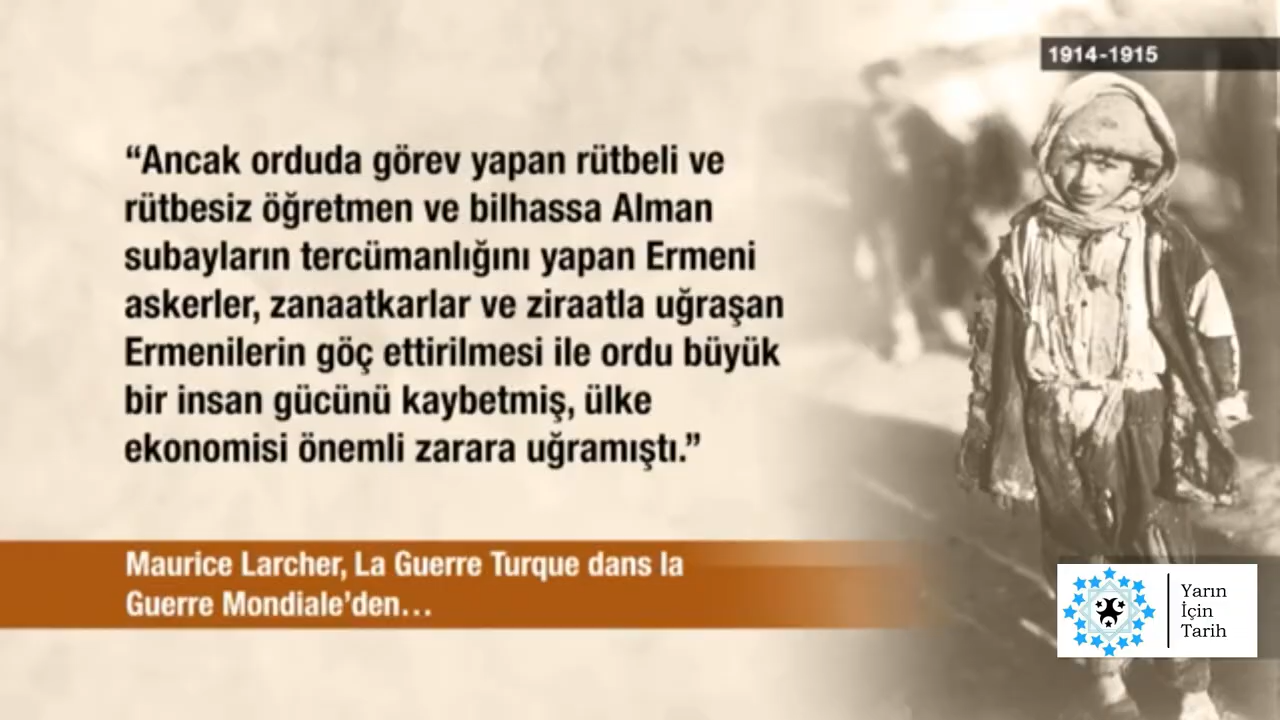 1914-1915
“Ancak orduda görev yapan rütbeli ve
rütbesiz öğretmen ve bilhassa Alman
subayların tercümanlığını yapan Ermeni
askerler, zanaatkarlar ve ziraatla uğraşan
Ermenilerin göç ettirilmesi ile ordu büyük
bir insan gücünü kaybetmiş, ülke
ekonomisi önemli zarara uğramıştı.”
Maurice Larcher, La Guerre Turque dans la
Guerre Mondiale’den...
Yarın
İçin
Tarih